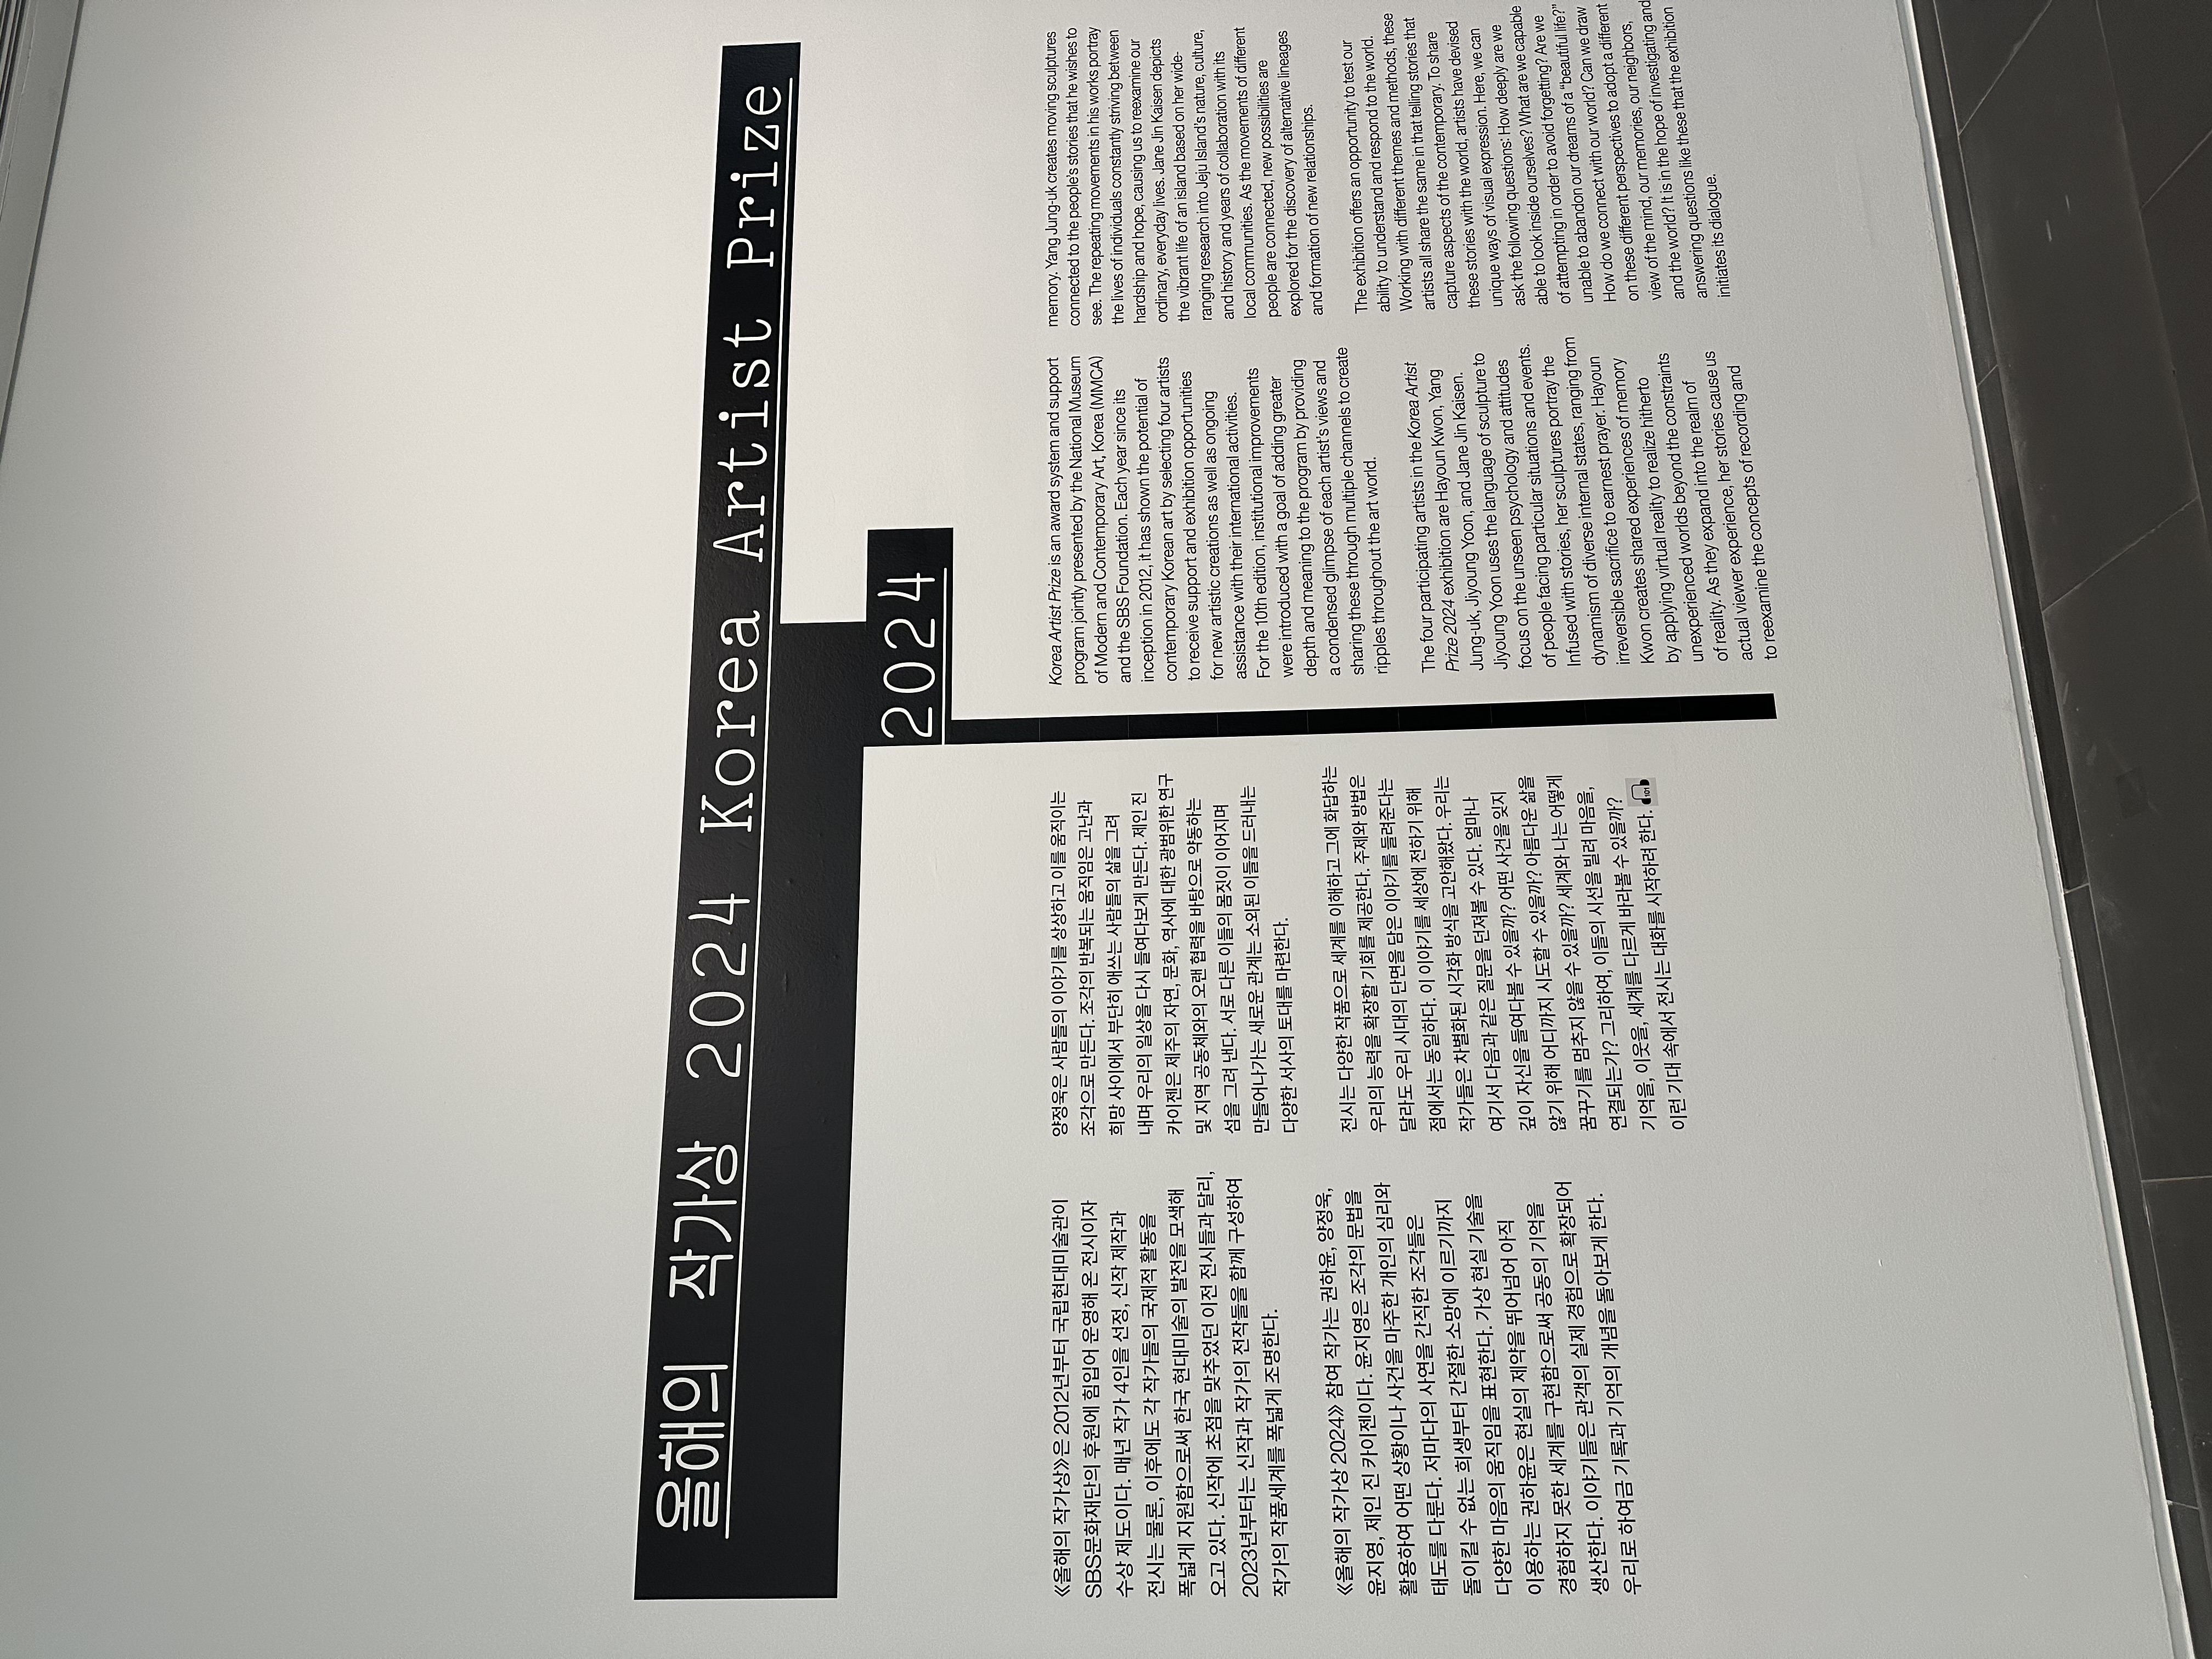 올해의 작가상 2024 Korea Artist Prize
2024
《올해의 작가상》은 2012년부터 국립현대미술관이
SBS문화재단의 후원에 힘입어 운영해 온 전시이자
수상 제도이다. 매년 작가 4인을 선정, 신작 제작과
전시는 물론, 이후에도 각 작가들의 국제적 활동을
폭넓게 지원함으로써 한국 현대미술의 발전을 모색해
오고 있다. 신작에 초점을 맞추었던 이전 전시들과 달리,
2023년부터는 신작과 작가의 전작들을 함께 구성하여
작가의 작품세계를 폭넓게 조명한다.
《올해의 작가상 2024》 참여 작가는 권하윤, 양정욱,
윤지영, 제인 진 카이젠이다. 윤지영은 조각의 문법을
활용하여 어떤 상황이나 사건을 마주한 개인의 심리와
태도를 다룬다. 저마다의 사연을 간직한 조각들은
돌이킬 수 없는 희생부터 간절한 소망에 이르기까지
다양한 마음의 움직임을 표현한다. 가상 현실 기술을
이용하는 권하윤은 현실의 제약을 뛰어넘어 아직
경험하지 못한 세계를 구현함으로써 공동의 기억을
생산한다. 이야기들은 관객의 실제 경험으로 확장되어
우리로 하여금 기록과 기억의 개념을 돌아보게 한다.
양정욱은 사람들의 이야기를 상상하고 이를 움직이는
조각으로 만든다. 조각의 반복되는 움직임은 고난과
희망 사이에서 부단히 애쓰는 사람들의 삶을 그려
내며 우리의 일상을 다시 들여다보게 만든다. 제인 진
카이젠은 제주의 자연, 문화, 역사에 대한 광범위한 연구
및 지역 공동체와의 오랜 협력을 바탕으로 약동하는
섬을 그려 낸다. 서로 다른 이들의 몸짓이 이어지며
만들어나가는 새로운 관계는 소외된 이들을 드러내는
다양한 서사의 토대를 마련한다.
전시는 다양한 작품으로 세계를 이해하고 그에 화답하는
우리의 능력을 확장할 기회를 제공한다. 주제와 방법은
달라도 우리 시대의 단면을 담은 이야기를 들려준다는
점에서는 동일하다. 이 이야기를 세상에 전하기 위해
작가들은 차별화된 시각화 방식을 고안해왔다. 우리는
여기서 다음과 같은 질문을 던져볼 수 있다. 얼마나
깊이 자신을 들여다볼 수 있을까? 어떤 사건을 잊지
않기 위해 어디까지 시도할 수 있을까? 아름다운 삶을
꿈꾸기를 멈추지 않을 수 있을까? 세계와 나는 어떻게
연결되는가? 그리하여, 이들의 시선을 빌려 마음을,
기억을, 이웃을, 세계를 다르게 바라볼 수 있을까?
이런 기대 속에서 전시는 대화를 시작하려 한다. 101
Korea Artist Prize is an award system and support
program jointly presented by the National Museum
of Modern and Contemporary Art, Korea (MMCA)
and the SBS Foundation. Each year since its
inception in 2012, it has shown the potential of
contemporary Korean art by selecting four artists
to receive support and exhibition opportunities
for new artistic creations as well as ongoing
assistance with their international activities.
For the 10th edition, institutional improvements
were introduced with a goal of adding greater
depth and meaning to the program by providing
a condensed glimpse of each artist's views and
sharing these through multiple channels to create
ripples throughout the art world.
The four participating artists in the Korea Artist
Prize 2024 exhibition are Hayoun Kwon, Yang
Jung-uk, Jiyoung Yoon, and Jane Jin Kaisen.
Jiyoung Yoon uses the language of sculpture to
focus on the unseen psychology and attitudes
of people facing particular situations and events.
Infused with stories, her sculptures portray the
dynamism of diverse internal states, ranging from
irreversible sacrifice to earnest prayer. Hayoun
Kwon creates shared experiences of memory
by applying virtual reality to realize hitherto
unexperienced worlds beyond the constraints
of reality. As they expand into the realm of
actual viewer experience, her stories cause us
to reexamine the concepts of recording and
memory. Yang Jung-uk creates moving sculptures
connected to the people's stories that he wishes to
see. The repeating movements in his works portray
the lives of individuals constantly striving between
hardship and hope, causing us to reexamine our
ordinary, everyday lives. Jane Jin Kaisen depicts
the vibrant life of an island based on her wide-
ranging research into Jeju Island's nature, culture,
and history and years of collaboration with its
local communities. As the movements of different
people are connected, new possibilities are
explored for the discovery of alternative lineages
and formation of new relationships.
The exhibition offers an opportunity to test our
ability to understand and respond to the world.
Working with different themes and methods, these
artists all share the same in that telling stories that
capture aspects of the contemporary. To share
these stories with the world, artists have devised
unique ways of visual expression. Here, we can
ask the following questions: How deeply are we
able to look inside ourselves? What are we capable
of attempting in order to avoid forgetting? Are we
unable to abandon our dreams of a “beautiful life?”
How do we connect with our world? Can we draw
on these different perspectives to adopt a different
view of the mind, our memories, our neighbors,
and the world? It is in the hope of investigating and
answering questions like these that the exhibition
initiates its dialogue.